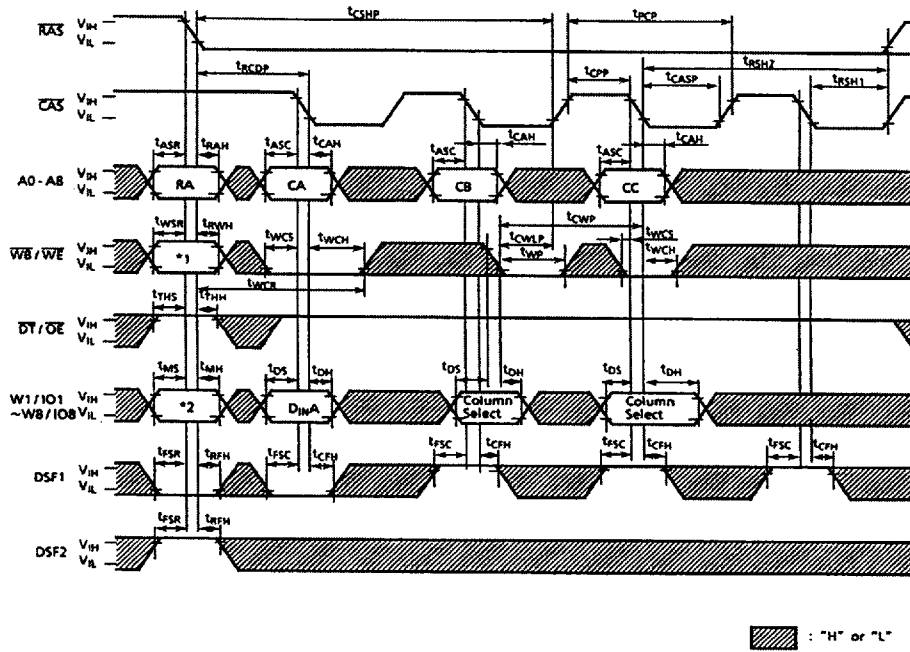 RAS VIH VIL tCSHP tPCP tRSH2
CAS VIH VIL tRCDP tCPP tCASP tRSH1
A0 - A8 VIH VIL tASR tRAH tASC tCAH tASC tCAH tASC tCAH
RA CA CB CC
WB / WE VIH VIL tWSR tRWH tWCS tWCH tWCR tCWP tCWLP tWP tWCS tWCH
*1
DT / OE VIH VIL tTHS tTHH
W1 / IO1 ~W8 / IO8 VIH VIL tMS tMH tDS tDH tDS tDH tDS tDH
*2 DINA Column Select Column Select
DSF1 VIH VIL tFSR tRFH tFSC tCFH tFSC tCFH tFSC tCFH tFSC tCFH
DSF2 VIH VIL tFSR tRFH
: "H" or "L"